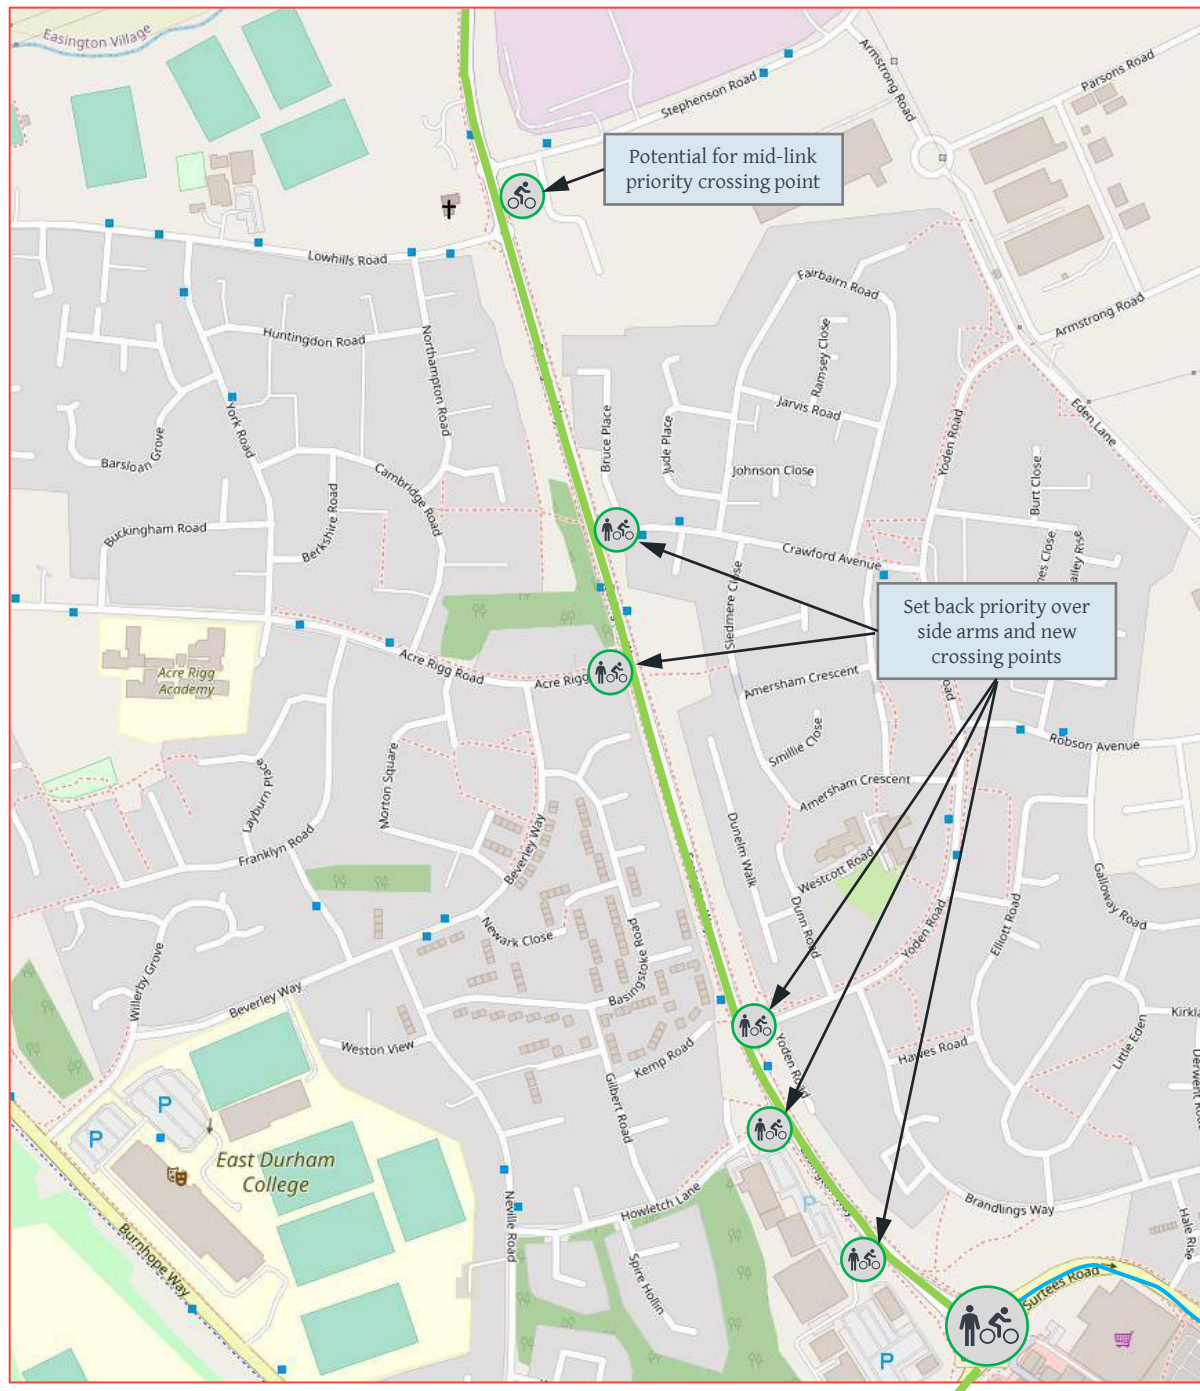 Easington Village
Armstrong Road
Parsons Road
Stephenson Road
Potential for mid-link
priority crossing point
Lowhills Road
Fairbairn Road
Armstrong Road
Huntingdon Road
Northampton Road
Ramsey Close
Jarvis Road
Eden Lane
York Road
Bruce Place
Jude Place
Yoden Road
Barsloan Grove
Cambridge Road
Johnson Close
Burt Close
Buckingham Road
Berkshire Road
Crawford Avenue
Sledmere Close
Set back priority over
side arms and new
crossing points
Acre Rigg
Academy
Acre Rigg Road
Acre Rigg
Amersham Crescent
Smillie Close
Robson Avenue
Morton Square
Layburn Place
Amersham Crescent
Dunelm Walk
Franklyn Road
Beverley Way
Westcott Road
Galloway Road
Dunn Road
Elliott Road
Newark Close
Yoden Road
Basingstoke Road
Willerby Grove
Beverley Way
Weston View
Kemp Road
Yoden Road
Hawes Road
Little Eden
Gilbert Road
P
P
East Durham
College
Neville Road
Howletch Lane
Brandlings Way
P
Hale Rise
Burnhope Way
Spire Hollin
Surtees Road
P